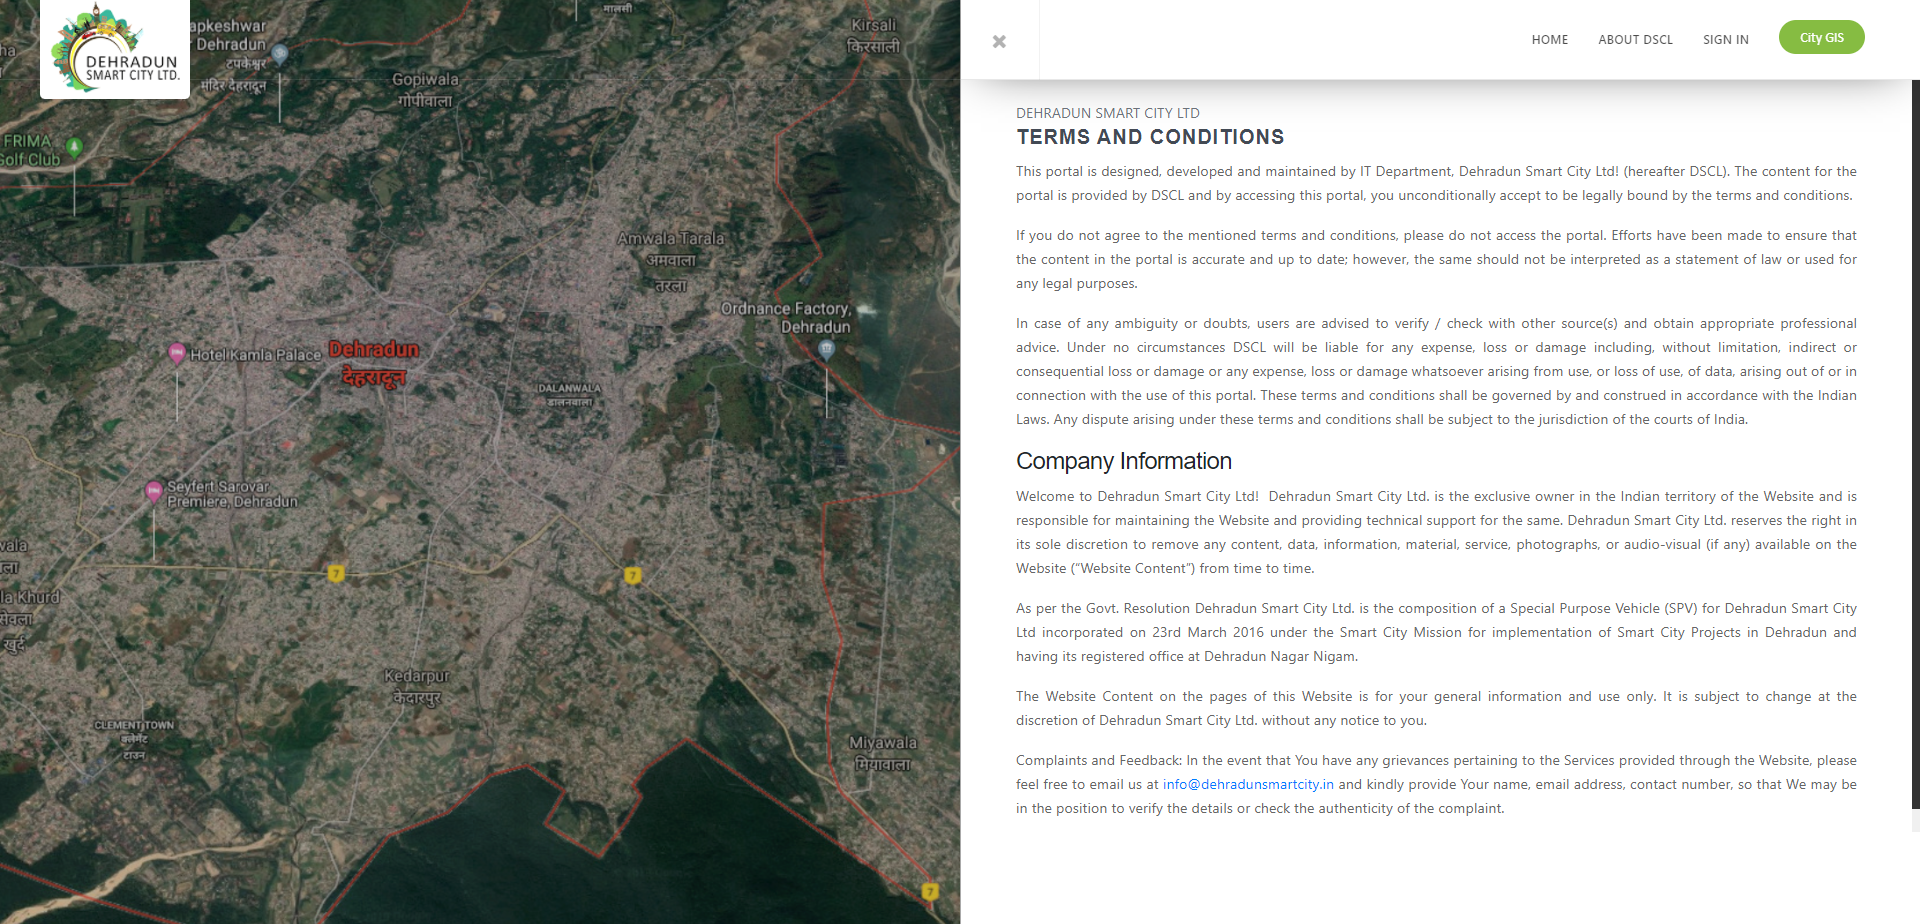 DEHRADUN
SMART CITY LTD.
apkeshwar
Dehradun
टपकेश्वर
मंदिर देहरादून
मालसी
Kirsali
किरसाली
Gopiwala
गोपीवाला
FRIMA
Golf Club
Amwala Tarala
अमवाला
तरला
Ordnance Factory,
Dehradun
Hotel Kamla Palace
Dehradun
देहरादून
DALANWALA
डालनवाला
Seyfert Sarovar
Premiere, Dehradun
7
7
la Khurd
सेवला
खुर्द
Kedarpur
केदारपुर
CLEMENT TOWN
क्लेमेंट
टाउन
Miyawala
मियावाला
7
HOME
ABOUT DSCL
SIGN IN
City GIS
DEHRADUN SMART CITY LTD
TERMS AND CONDITIONS
This portal is designed, developed and maintained by IT Department, Dehradun Smart City Ltd! (hereafter DSCL). The content for the
portal is provided by DSCL and by accessing this portal, you unconditionally accept to be legally bound by the terms and conditions.
If you do not agree to the mentioned terms and conditions, please do not access the portal. Efforts have been made to ensure that
the content in the portal is accurate and up to date; however, the same should not be interpreted as a statement of law or used for
any legal purposes.
In case of any ambiguity or doubts, users are advised to verify / check with other source(s) and obtain appropriate professional
advice. Under no circumstances DSCL will be liable for any expense, loss or damage including, without limitation, indirect or
consequential loss or damage or any expense, loss or damage whatsoever arising from use, or loss of use, of data, arising out of or in
connection with the use of this portal. These terms and conditions shall be governed by and construed in accordance with the Indian
Laws. Any dispute arising under these terms and conditions shall be subject to the jurisdiction of the courts of India.
Company Information
Welcome to Dehradun Smart City Ltd!  Dehradun Smart City Ltd. is the exclusive owner in the Indian territory of the Website and is
responsible for maintaining the Website and providing technical support for the same. Dehradun Smart City Ltd. reserves the right in
its sole discretion to remove any content, data, information, material, service, photographs, or audio-visual (if any) available on the
Website (“Website Content”) from time to time.
As per the Govt. Resolution Dehradun Smart City Ltd. is the composition of a Special Purpose Vehicle (SPV) for Dehradun Smart City
Ltd incorporated on 23rd March 2016 under the Smart City Mission for implementation of Smart City Projects in Dehradun and
having its registered office at Dehradun Nagar Nigam.
The Website Content on the pages of this Website is for your general information and use only. It is subject to change at the
discretion of Dehradun Smart City Ltd. without any notice to you.
Complaints and Feedback: In the event that You have any grievances pertaining to the Services provided through the Website, please
feel free to email us at info@dehradunsmartcity.in and kindly provide Your name, email address, contact number, so that We may be
in the position to verify the details or check the authenticity of the complaint.